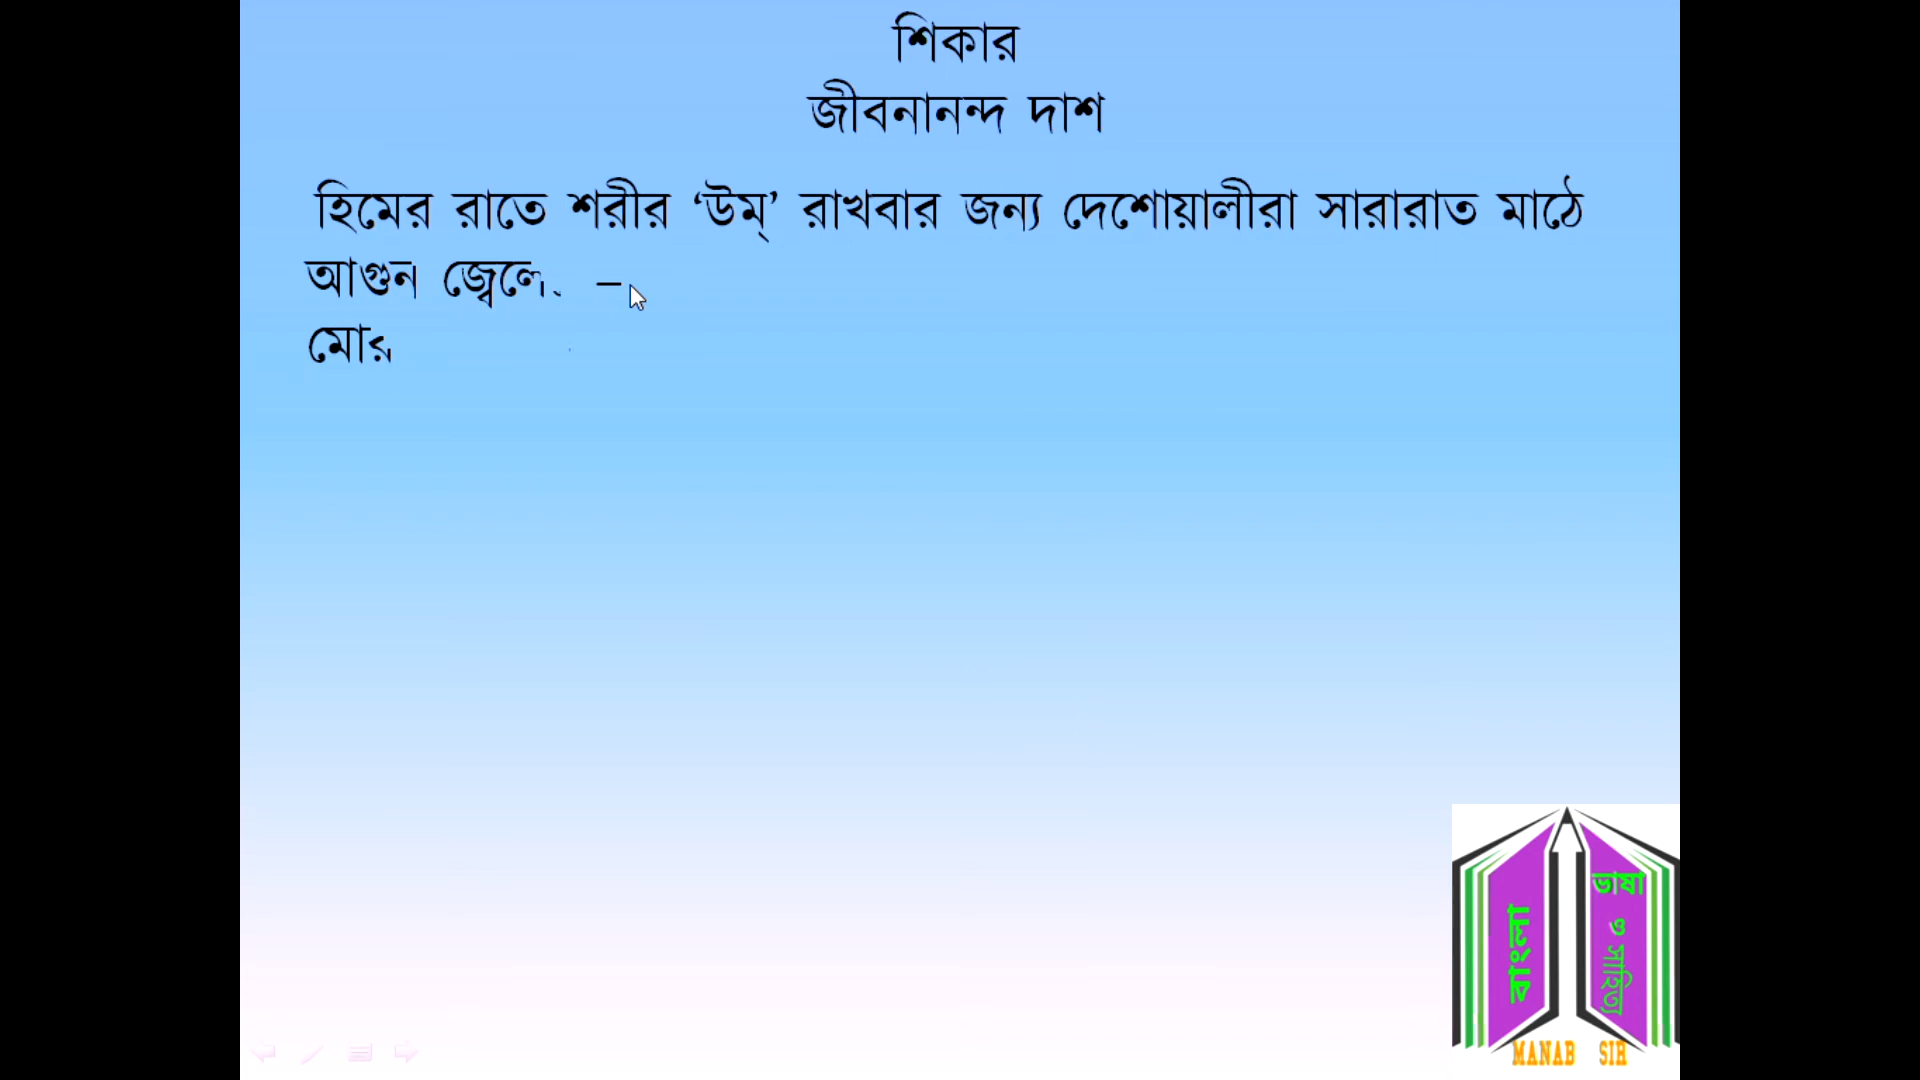 শিকার
জীবনানন্দ দাশ
হিমের রাতে শরীর ‘উম্’ রাখবার জন্য দেশোয়ালীরা সারারাত মাঠে
আগুন –
বাংলা
ভাষা
ও
সাহিত্য
MANAB SIR